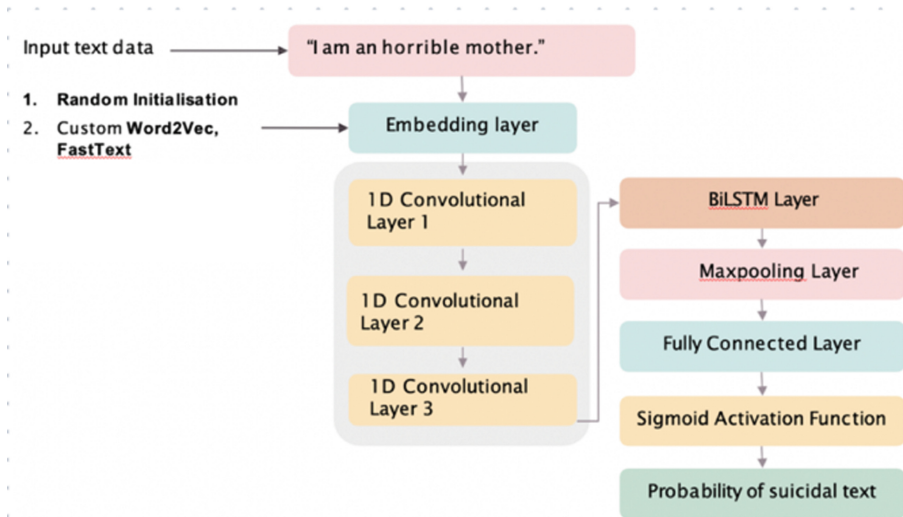 Input text data
“I am an horrible mother.”
1. Random Initialisation
2. Custom Word2Vec,
FastText
Embedding layer
1D Convolutional
Layer 1
1D Convolutional
Layer 2
1D Convolutional
Layer 3
BiLSTM Layer
Maxpooling Layer
Fully Connected Layer
Sigmoid Activation Function
Probability of suicidal text